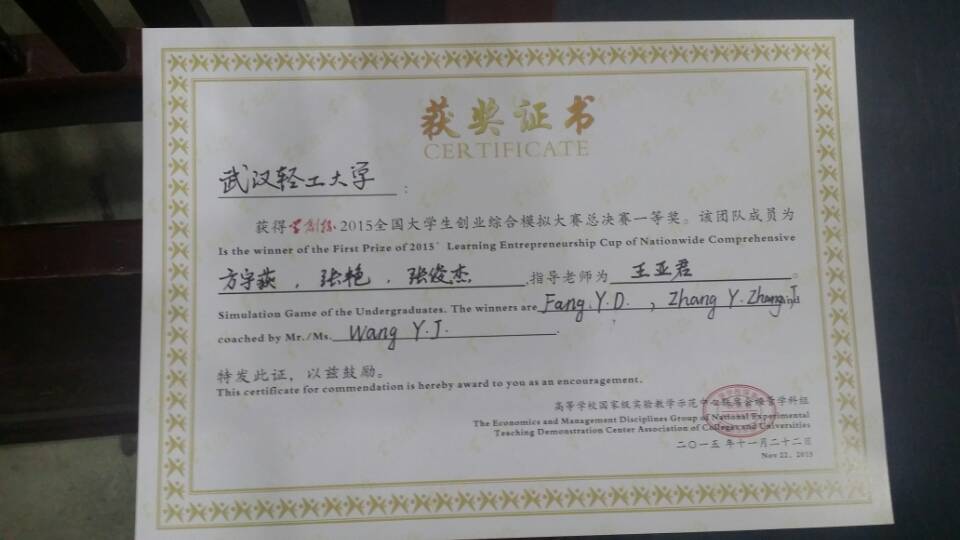 获奖证书
CERTIFICATE
武汉轻工大学：
获得学创杯2015全国大学生创业综合模拟大赛总决赛一等奖。该团队成员为
Is the winner of the First Prize of 2015` Learning Entrepreneurship Cup of Nationwide Comprehensive
方宇荻，张艳，张俊杰，指导老师为 王亚君。
Simulation Game of the Undergraduates. The winners are Fang Y.D. , Zhang Y. Zhang J and
coached by Mr./Ms. Wang Y.J.
特发此证，以兹鼓励。
This certificate for commendation is hereby award to you as an encouragement.
高等学校国家级实验教学示范中心联席会经管学科组
The Economics and Management Disciplines Group of National Experimental
Teaching Demonstration Center Association of Colleges and Universities
二〇一五年十一月二十二日
Nov 22, 2015